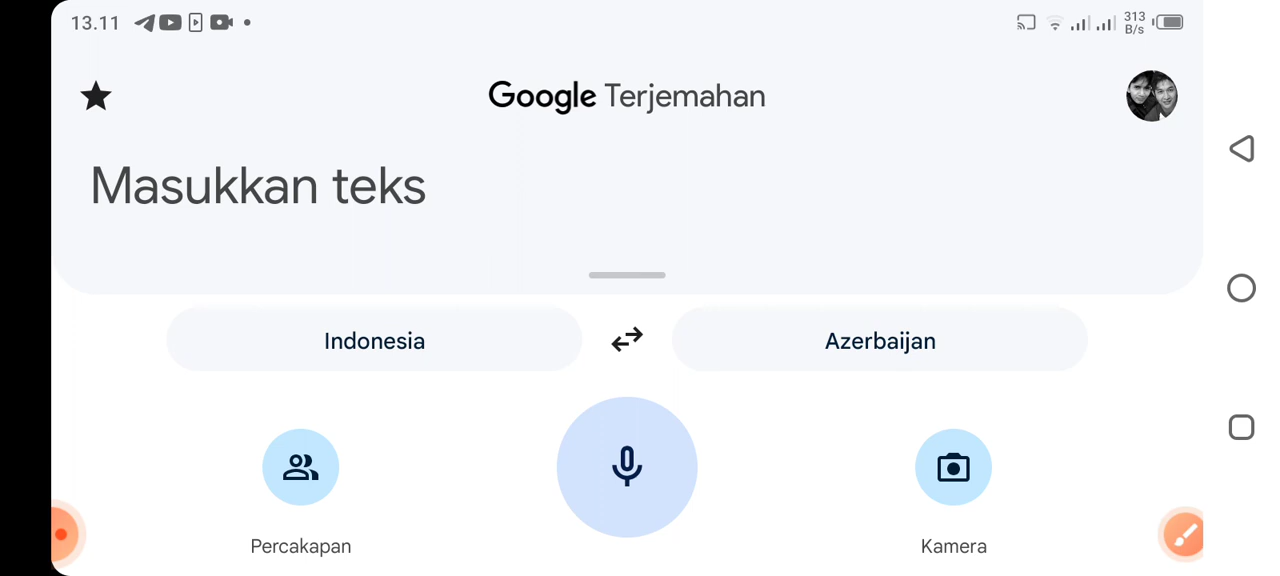 13.11
313
B/s
Google Terjemahan
Masukkan teks
Indonesia
Azerbaijan
Percakapan
Kamera